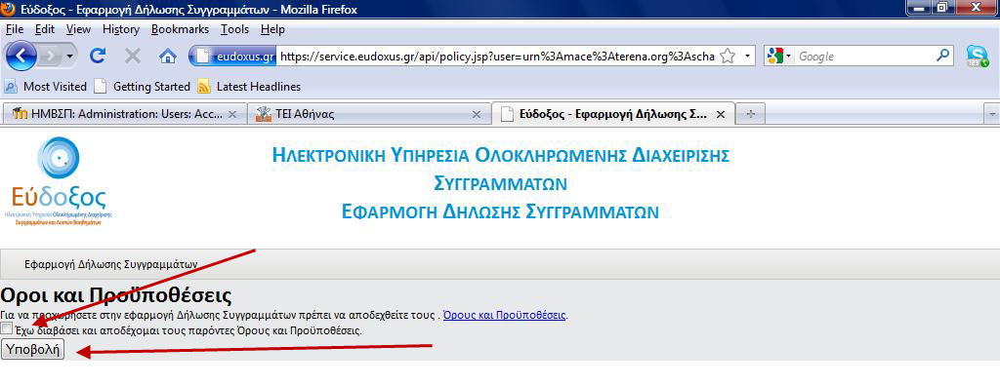 Εύδοξος - Εφαρμογή Δήλωσης Συγγραμμάτων - Mozilla Firefox
File Edit View History Bookmarks Tools Help
eudoxus.gr https://service.eudoxus.gr/api/policy.jsp?user=urn%3Amace%3Aterena.org%3Ascha Google
Most Visited Getting Started Latest Headlines
ΗΜΒΣΠ: Administration: Users: Acc... ΤΕΙ Αθήνας Εύδοξος - Εφαρμογή Δήλωσης Σ...
Εύδοξος
Ηλεκτρονική Υπηρεσία Ολοκληρωμένης Διαχείρισης
Συγγραμμάτων και Λοιπών Βοηθημάτων
ΗΛΕΚΤΡΟΝΙΚΗ ΥΠΗΡΕΣΙΑ ΟΛΟΚΛΗΡΩΜΕΝΗΣ ΔΙΑΧΕΙΡΙΣΗΣ
ΣΥΓΓΡΑΜΜΑΤΩΝ
ΕΦΑΡΜΟΓΗ ΔΗΛΩΣΗΣ ΣΥΓΓΡΑΜΜΑΤΩΝ
Εφαρμογή Δήλωσης Συγγραμμάτων
Οροι και Προϋποθέσεις
Για να προχωρήσετε στην εφαρμογή Δήλωσης Συγγραμμάτων πρέπει να αποδεχθείτε τους . Όρους και Προϋποθέσεις.
Έχω διαβάσει και αποδέχομαι τους παρόντες Όρους και Προϋποθέσεις.
Υποβολή